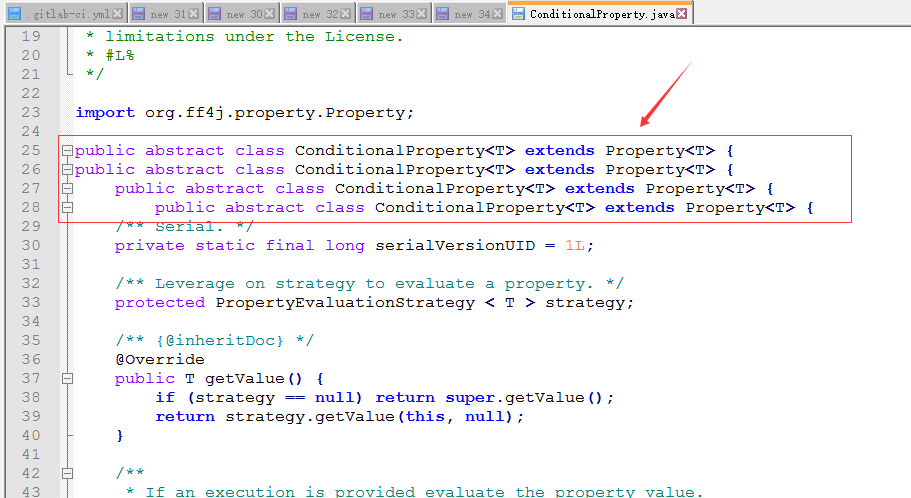 .gitlab-ci.yml new 31 new 30 new 32 new 33 new 34 ConditionalProperty.java
19 * limitations under the License.
20 * #L%
21 */
22
23 import org.ff4j.property.Property;
24
25 public abstract class ConditionalProperty<T> extends Property<T> {
26 public abstract class ConditionalProperty<T> extends Property<T> {
27 public abstract class ConditionalProperty<T> extends Property<T> {
28 public abstract class ConditionalProperty<T> extends Property<T> {
29 /** Serial. */
30 private static final long serialVersionUID = 1L;
31
32 /** Leverage on strategy to evaluate a property. */
33 protected PropertyEvaluationStrategy < T > strategy;
34
35 /** {@inheritDoc} */
36 @Override
37 public T getValue() {
38 if (strategy == null) return super.getValue();
39 return strategy.getValue(this, null);
40 }
41
42 /**
43 * If an execution is provided evaluate the property value.